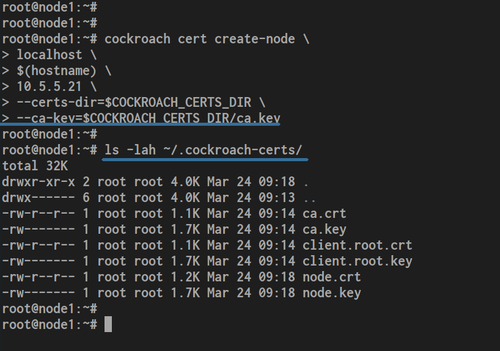 root@node1:~#
root@node1:~#
root@node1:~# cockroach cert create-node \
> localhost \
> $(hostname) \
> 10.5.5.21 \
> --certs-dir=$COCKROACH_CERTS_DIR \
> --ca-key=$COCKROACH_CERTS_DIR/ca.key
root@node1:~#
root@node1:~# ls -lah ~/.cockroach-certs/
total 32K
drwxr-xr-x 2 root root 4.0K Mar 24 09:18 .
drwx------ 6 root root 4.0K Mar 24 09:13 ..
-rw-r--r-- 1 root root 1.1K Mar 24 09:14 ca.crt
-rw------- 1 root root 1.7K Mar 24 09:14 ca.key
-rw-r--r-- 1 root root 1.1K Mar 24 09:14 client.root.crt
-rw------- 1 root root 1.7K Mar 24 09:14 client.root.key
-rw-r--r-- 1 root root 1.2K Mar 24 09:18 node.crt
-rw------- 1 root root 1.7K Mar 24 09:18 node.key
root@node1:~#
root@node1:~#